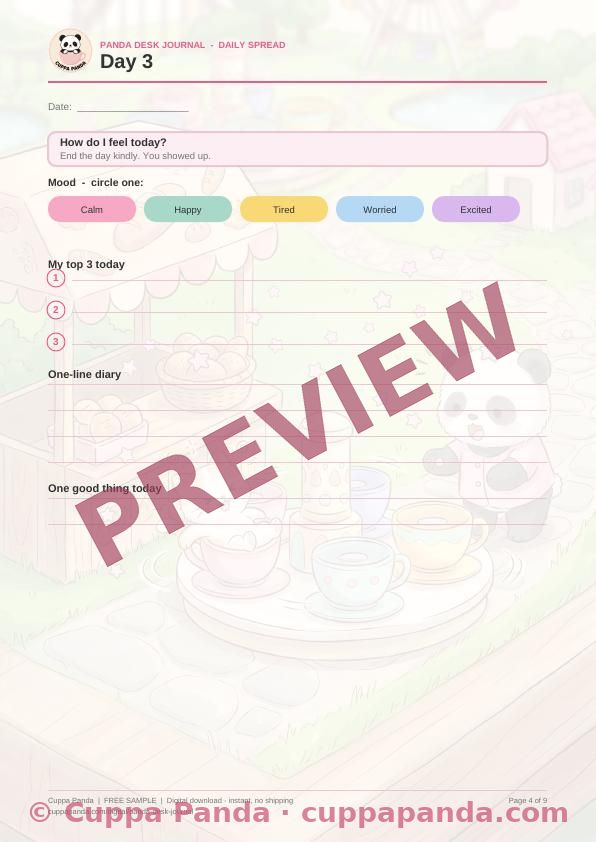 CUPPA PANDA
PANDA DESK JOURNAL - DAILY SPREAD
Day 3
Date: ____________________
How do I feel today?
End the day kindly. You showed up.
Mood - circle one:
Calm Happy Tired Worried Excited
My top 3 today
1
2
3
One-line diary
One good thing today
PREVIEW
Cuppa Panda | FREE SAMPLE | Digital download - instant, no shipping
Page 4 of 9
© Cuppa Panda · cuppapanda.com